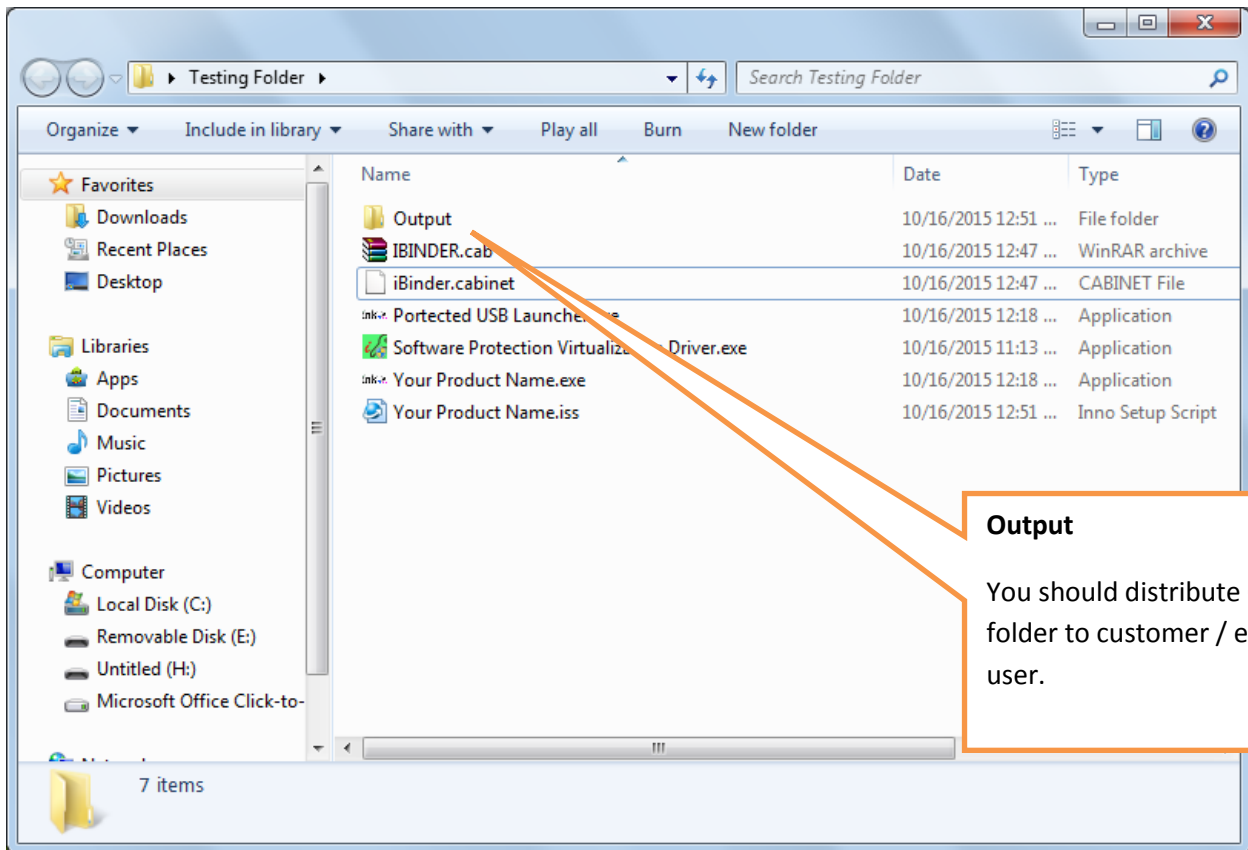 Testing Folder
Search Testing Folder
Organize Include in library Share with Play all Burn New folder
Name Date Type
Favorites
Downloads
Recent Places
Desktop
Libraries
Apps
Documents
Music
Pictures
Videos
Computer
Local Disk (C:)
Removable Disk (E:)
Untitled (H:)
Microsoft Office Click-to-
Output 10/16/2015 12:51 ... File folder
IBINDER.cab 10/16/2015 12:47 ... WinRAR archive
iBinder.cabinet 10/16/2015 12:47 ... CABINET File
Portected USB 10/16/2015 12:18 ... Application
Software Protection Driver.exe 10/16/2015 11:13 ... Application
Your Product Name.exe 10/16/2015 12:18 ... Application
Your Product Name.iss 10/16/2015 12:51 ... Inno Setup Script
Output
You should distribute
folder to customer / e
user.
7 items